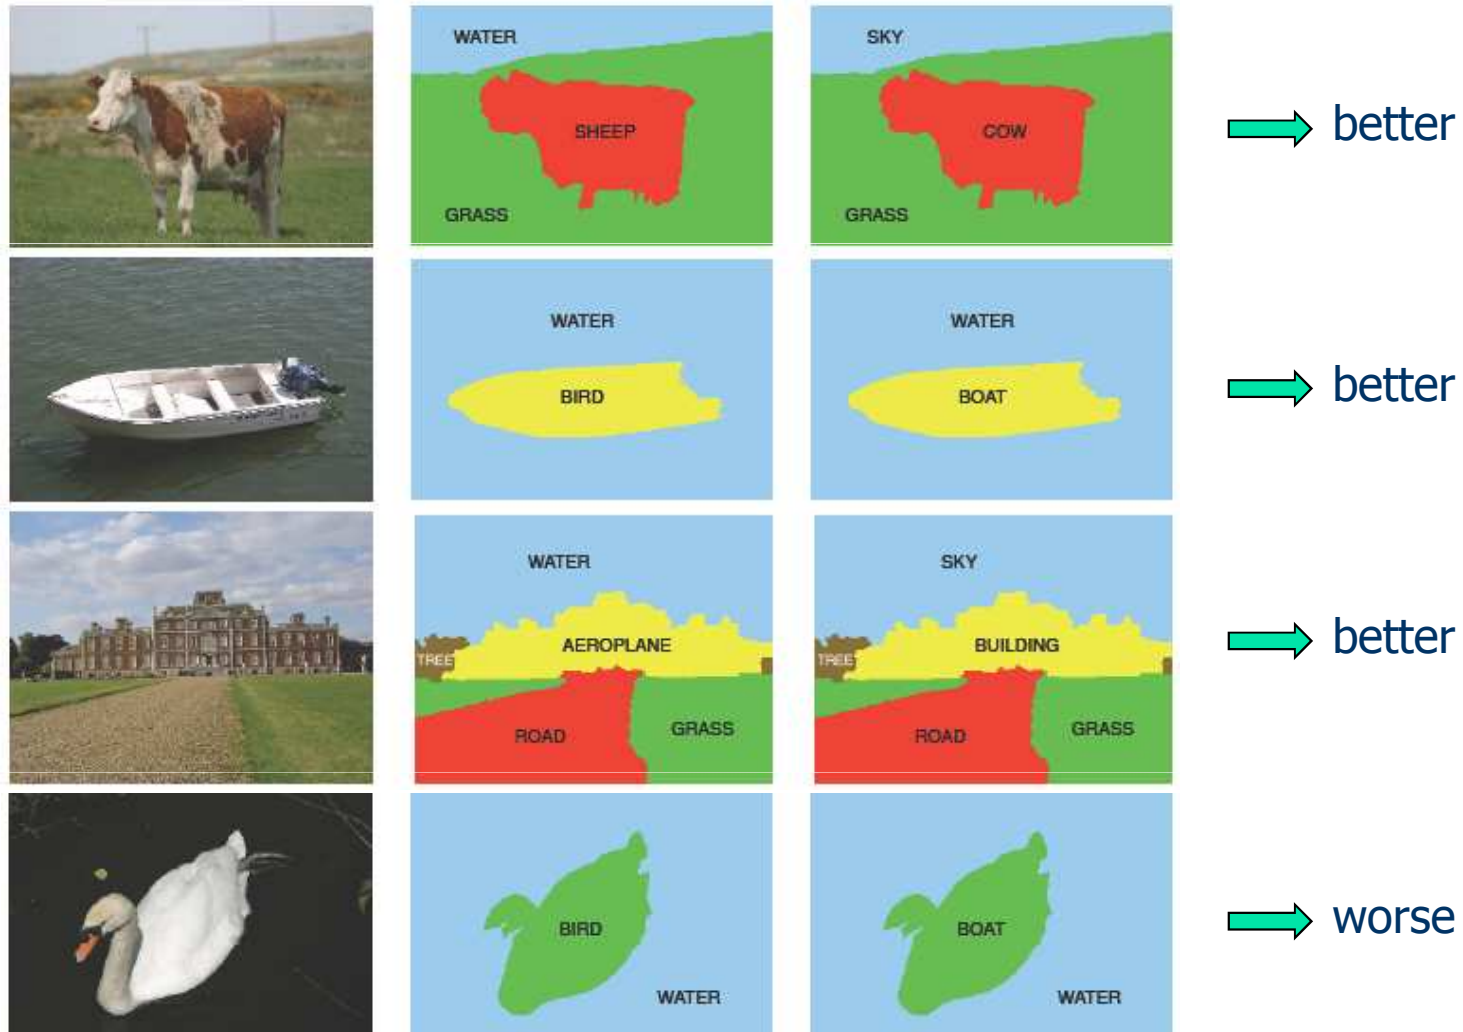 WATER
SKY
SHEEP
COW
better
GRASS
GRASS
WATER
WATER
BIRD
BOAT
better
WATER
SKY
TREE
AEROPLANE
TREE
BUILDING
better
ROAD
GRASS
ROAD
GRASS
BIRD
BOAT
worse
WATER
WATER